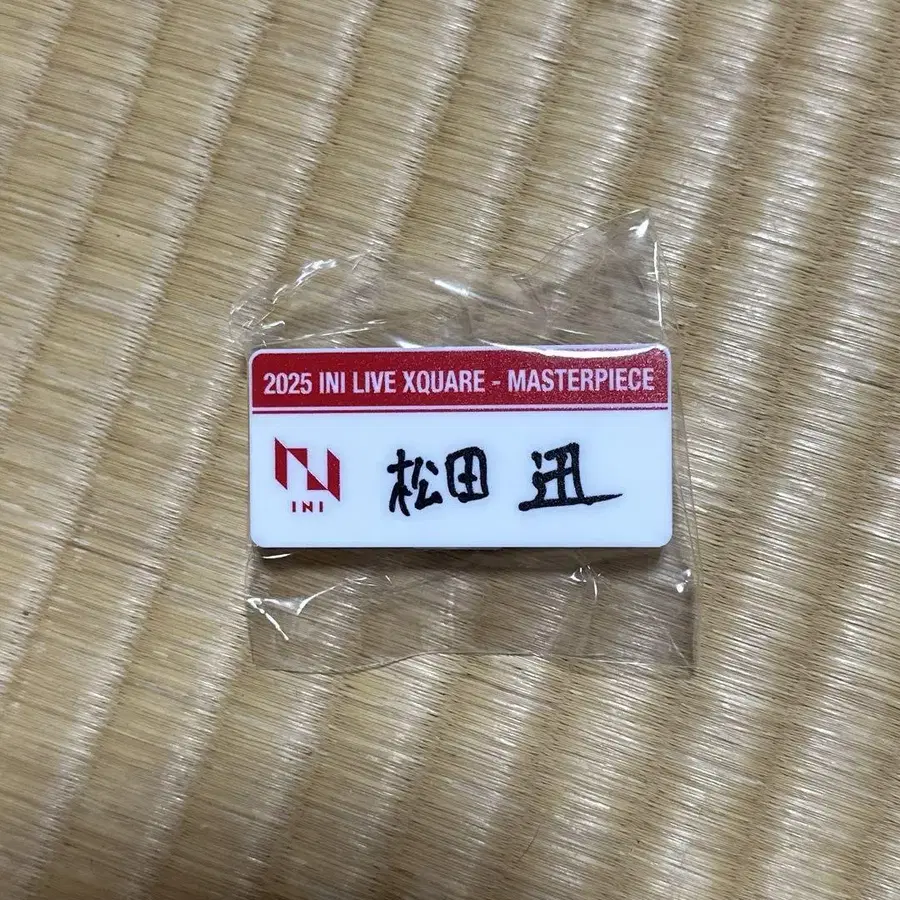 2025 INI LIVE XQUARE - MASTERPIECE
INI
松田 迅